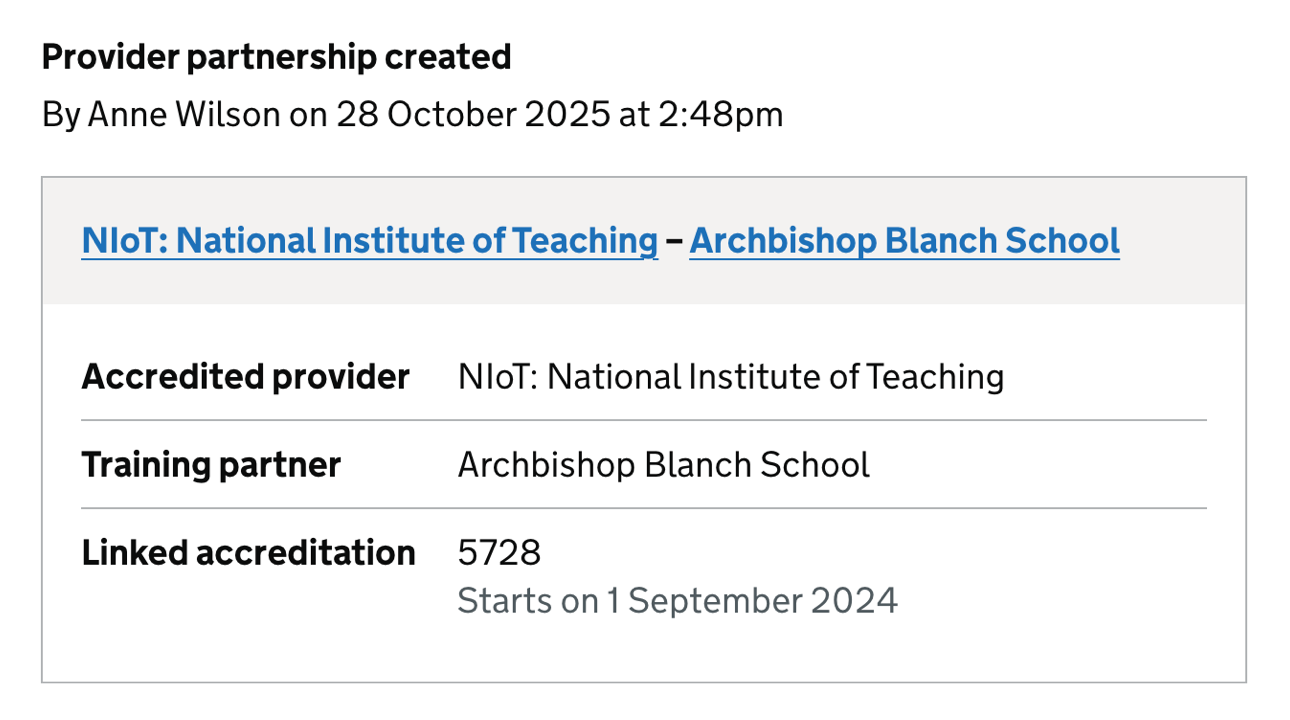 Provider partnership created
By Anne Wilson on 28 October 2025 at 2:48pm
NIoT: National Institute of Teaching – Archbishop Blanch School
Accredited provider NIoT: National Institute of Teaching
Training partner Archbishop Blanch School
Linked accreditation 5728
Starts on 1 September 2024